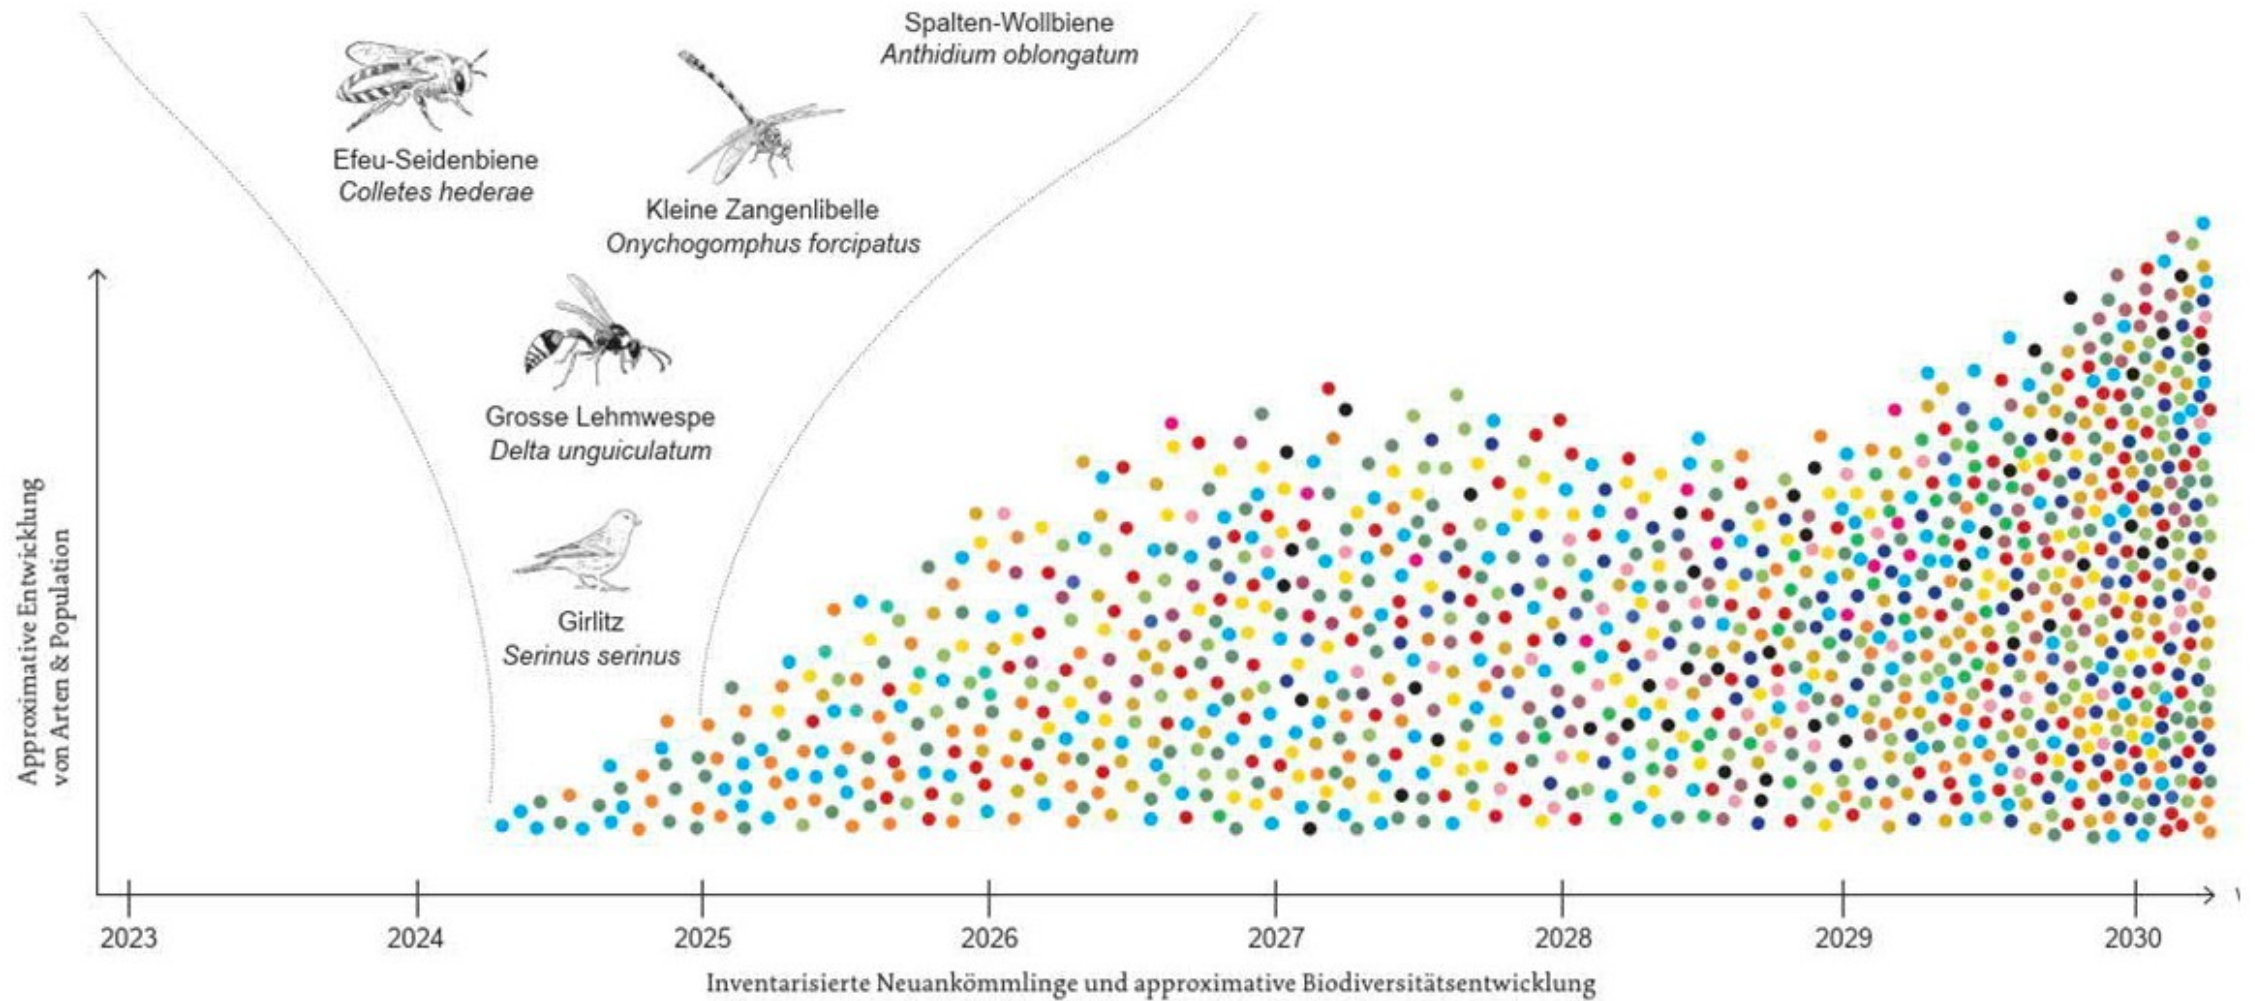 Spalten-Wollbiene
Anthidium oblongatum
Efeu-Seidenbiene
Colletes hederae
Kleine Zangenlibelle
Onychogomphus forcipatus
Grosse Lehmwespe
Delta unguiculatum
Girlitz
Serinus serinus
Approximative Entwicklung
von Arten & Population
2023
2024
2025
2026
2027
2028
2029
2030
Inventarisierte Neuankömmlinge und approximative Biodiversitätsentwicklung